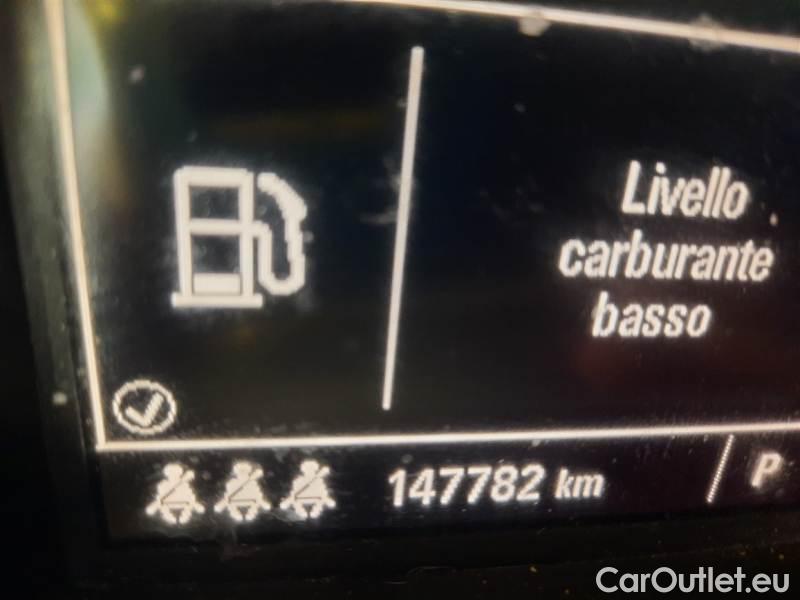 Livello
carburante
basso
147782 km
P
CarOutlet.eu